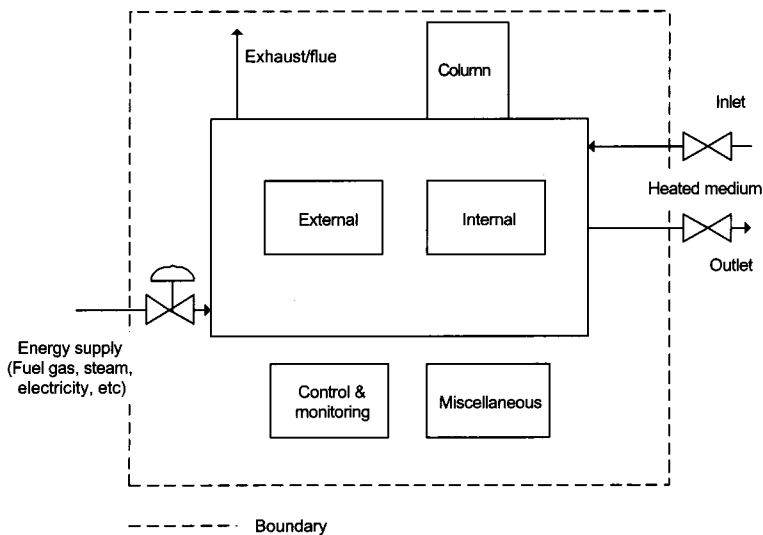 Exhaust/flue
Column
Inlet
External
Internal
Heated medium
Outlet
Energy supply
(Fuel gas, steam,
electricity, etc)
Control &
monitoring
Miscellaneous
Boundary